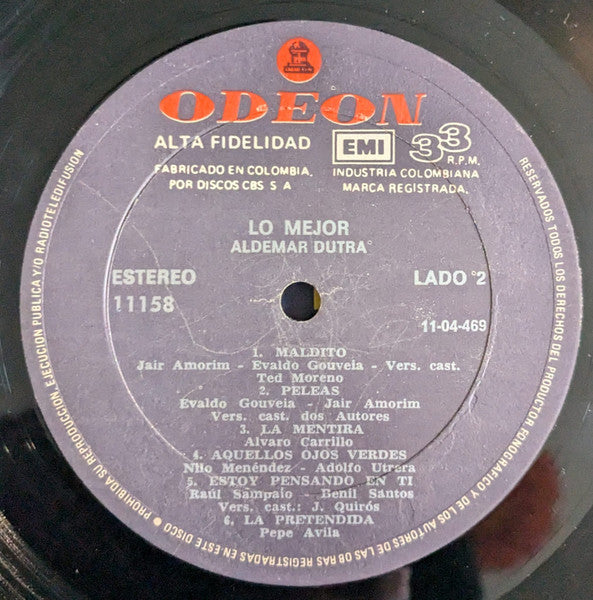 ODEON
ALTA FIDELIDAD
EMI
33
R.P.M.
FABRICADO EN COLOMBIA.
POR DISCOS CBS S A
INDUSTRIA COLOMBIANA
MARCA REGISTRADA.
LO MEJOR
ALDEMAR DUTRA°
ESTEREO
11158
LADO °2
11-04-469
1. MALDITO
Jair Amorim - Evaldo Gouveia - Vers. cast.
Ted Moreno
2. PELEAS
Evaldo Gouveia - Jair Amorim
Vers. cast. dos Autores
3. LA MENTIRA
Alvaro Carrillo
4. AQUELLOS OJOS VERDES
Nilo Menéndez - Adolfo Utrera
5. ESTOY PENSANDO EN TI
Raúl Sampaio - Benil Santos
Vers. cast.: J. Quirós
6. LA PRETENDIDA
Pepe Avila
RESERVADOS TODOS LOS DERECHOS DEL PRODUCTOR FONOGRAFICO Y DE LOS AUTORES DE LAS OBRAS REGISTRADAS EN ESTE DISCO ● PROHIBIDA SU REPRODUCCION, EJECUCION PUBLICA Y/O RADIOTELEDIFUSION